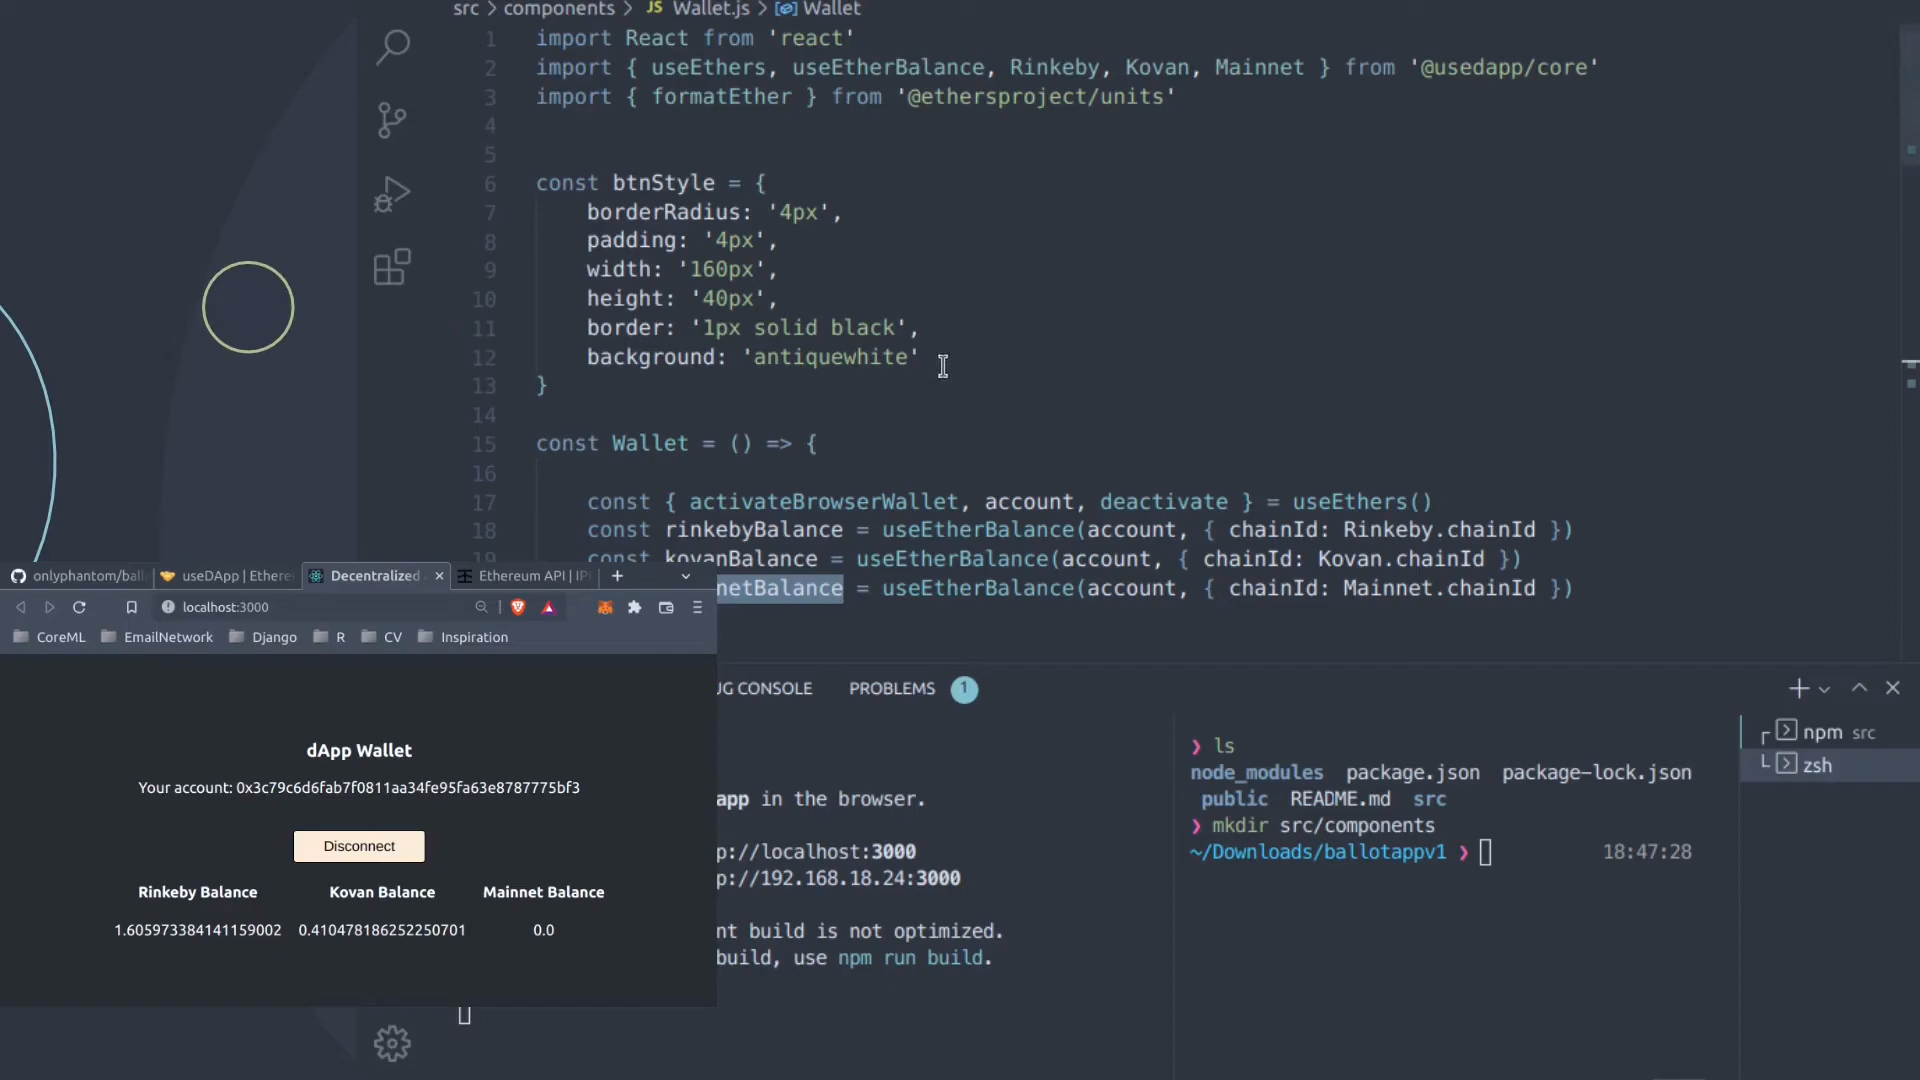 src > components > JS Wallet.js > Wallet
1 import React from 'react'
2 import { useEthers, useEtherBalance, Rinkeby, Kovan, Mainnet } from '@usedapp/core'
3 import { formatEther } from '@ethersproject/units'
4
5
6 const btnStyle = {
7 borderRadius: '4px',
8 padding: '4px',
9 width: '160px',
10 height: '40px',
11 border: '1px solid black',
12 background: 'antiquewhite'
13 }
14
15 const Wallet = () => {
16
17 const { activateBrowserWallet, account, deactivate } = useEthers()
18 const rinkebyBalance = useEtherBalance(account, { chainId: Rinkeby.chainId })
19 const kovanBalance = useEtherBalance(account, { chainId: Kovan.chainId })
netBalance = useEtherBalance(account, { chainId: Mainnet.chainId })
onlyphantom/bal useDApp | Ethere Decentralized Ethereum API | IP
localhost:3000
CoreML EmailNetwork Django R CV Inspiration
dApp Wallet
Your account: 0x3c79c6d6fab7f0811aa34fe95fa63e8787775bf3
Disconnect
Rinkeby Balance Kovan Balance Mainnet Balance
1.605973384141159002 0.410478186252250701 0.0
UG CONSOLE PROBLEMS 1
app in the browser.
p://localhost:3000
p://192.168.18.24:3000
nt build is not optimized.
build, use npm run build.
❯ ls
node_modules package.json package-lock.json
public README.md src
❯ mkdir src/components
~/Downloads/ballotappv1 ❯ 18:47:28
npm src
zsh